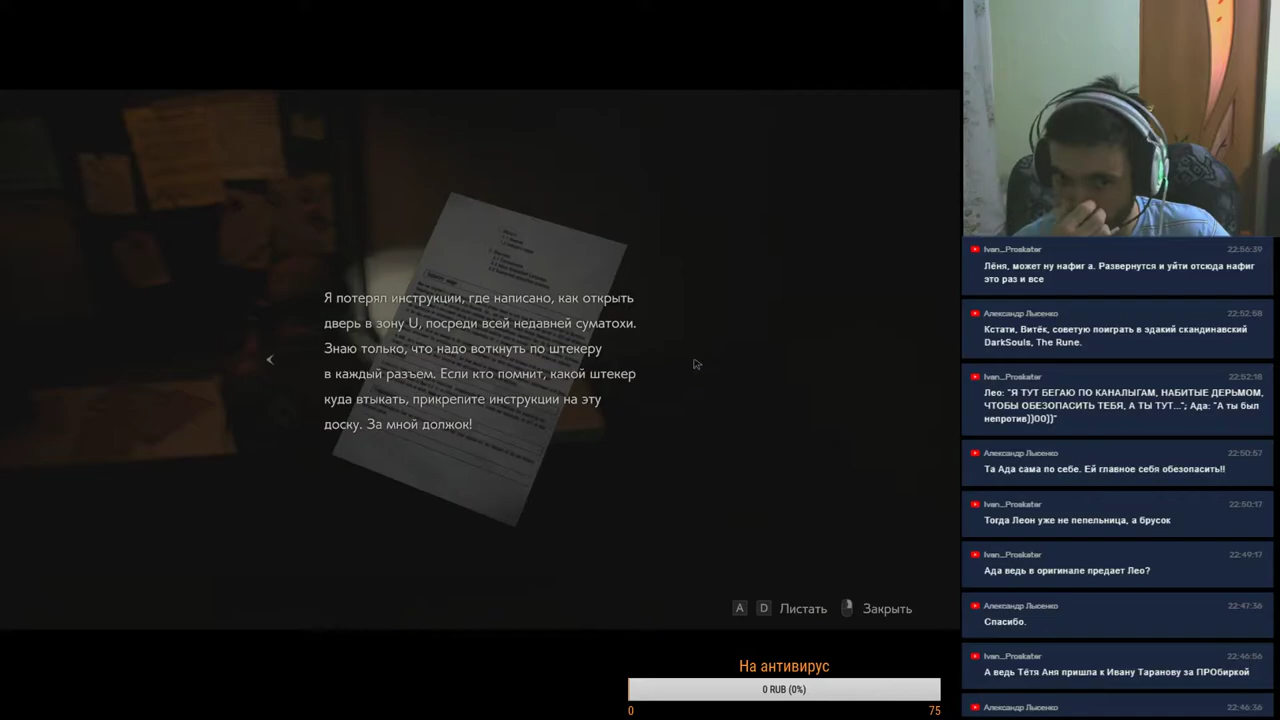 Я потерял инструкции, где написано, как открыть
дверь в зону U, посреди всей недавней суматохи.
Знаю только, что надо воткнуть по штекеру
в каждый разъем. Если кто помнит, какой штекер
куда втыкать, прикрепите инструкции на эту
доску. За мной должок!
A D Листать Закрыть
На антивирус
0 RUB (0%)
0 75
Ivan_Proskater 22:56:39
Лёня, может ну нафиг а. Развернутся и уйти отсюда нафиг
это раз и все
Александр Лысенко 22:52:58
Кстати, Витёк, советую поиграть в эдакий скандинавский
DarkSouls, The Rune.
Ivan_Proskater 22:52:18
Лео: "Я ТУТ БЕГАЮ ПО КАНАЛЫГАМ, НАБИТЫЕ ДЕРЬМОМ,
ЧТОБЫ ОБЕЗОПАСИТЬ ТЕБЯ, А ТЫ ТУТ..."; Ада: "А ты был
непротив))00))"
Александр Лысенко 22:50:57
Та Ада сама по себе. Ей главное себя обезопасить!!
Ivan_Proskater 22:50:17
Тогда Леон уже не пепельница, а брусок
Ivan_Proskater 22:49:17
Ада ведь в оригинале предает Лео?
Александр Лысенко 22:47:36
Спасибо.
Ivan_Proskater 22:46:56
А ведь Тётя Аня пришла к Ивану Таранову за ПРОбиркой
Александр Лысенко 22:46:36